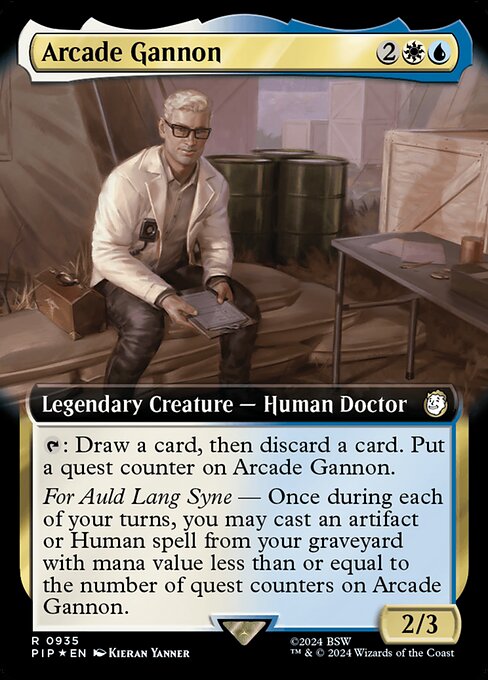 Arcade Gannon 2
Legendary Creature — Human Doctor
: Draw a card, then discard a card. Put
a quest counter on Arcade Gannon.
For Auld Lang Syne — Once during each
of your turns, you may cast an artifact
or Human spell from your graveyard
with mana value less than or equal to
the number of quest counters on Arcade
Gannon.
2/3
R 0935
PIP★EN Kieran Yanner
©2024 BSW
™ & © 2024 Wizards of the Coast